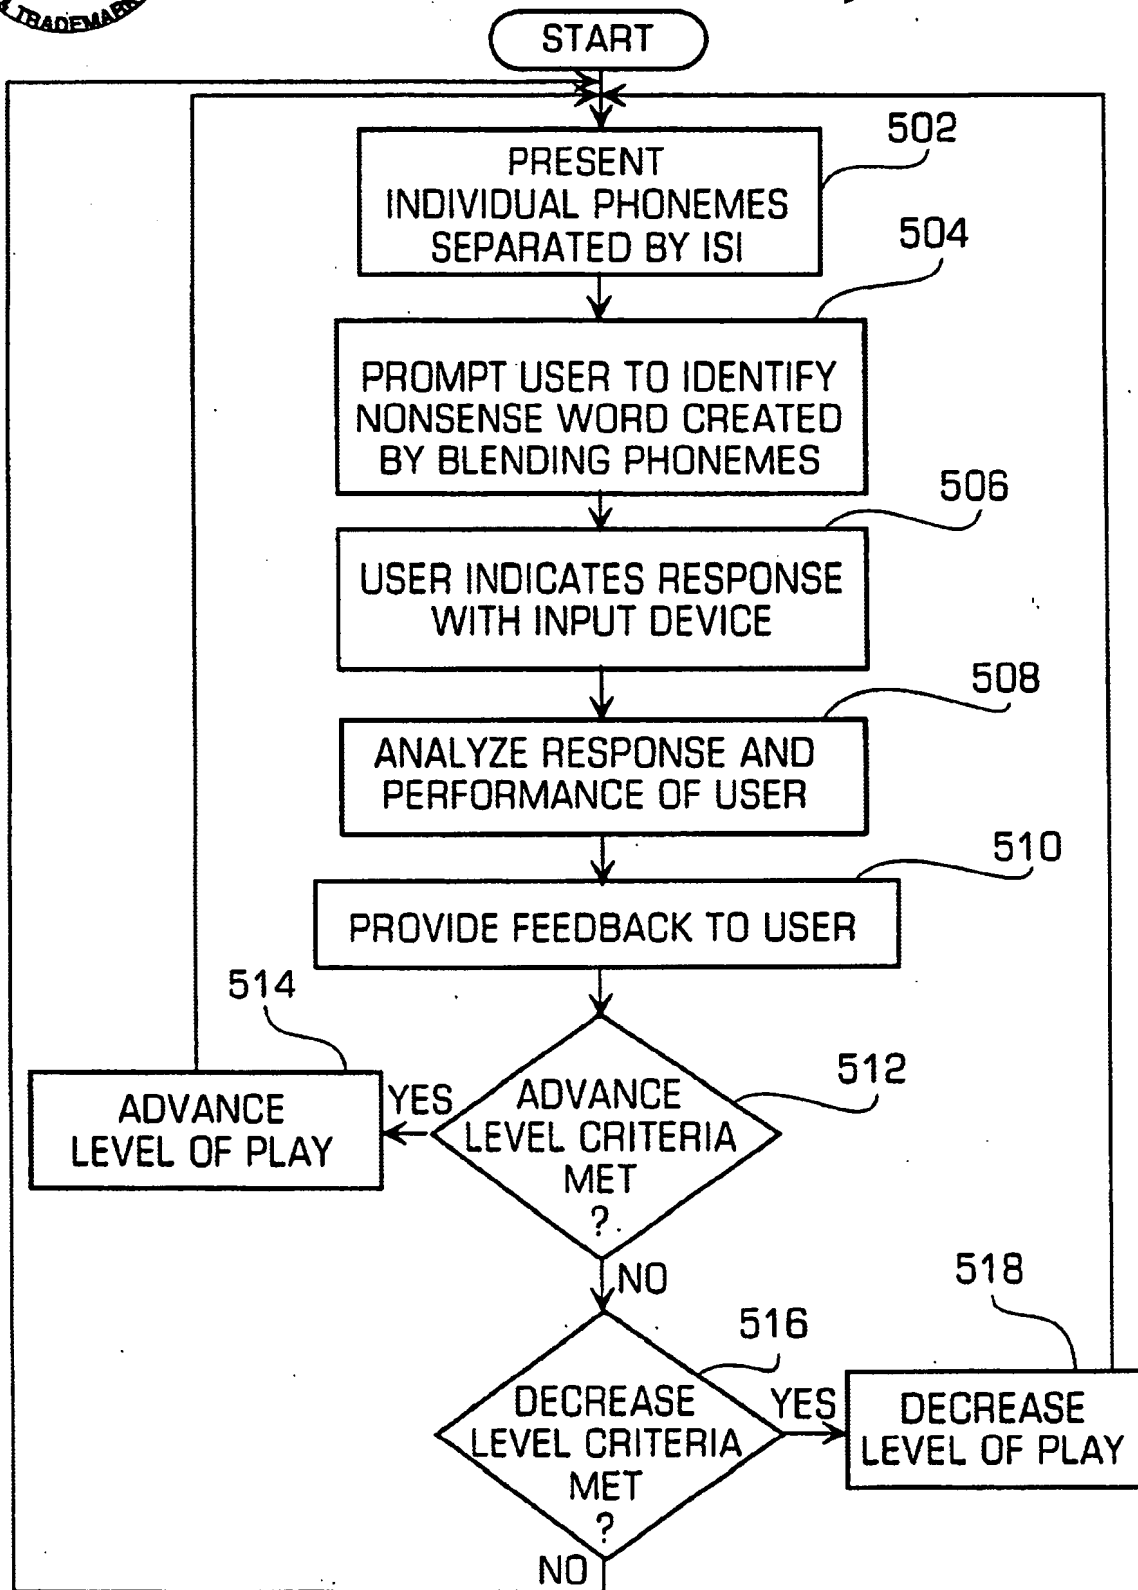 & TRADEMARK
START
502
PRESENT
INDIVIDUAL PHONEMES
SEPARATED BY ISI
504
PROMPT USER TO IDENTIFY
NONSENSE WORD CREATED
BY BLENDING PHONEMES
506
USER INDICATES RESPONSE
WITH INPUT DEVICE
508
ANALYZE RESPONSE AND
PERFORMANCE OF USER
510
PROVIDE FEEDBACK TO USER
514
512
ADVANCE
LEVEL OF PLAY
YES
ADVANCE
LEVEL CRITERIA
MET
?
NO
518
516
DECREASE
LEVEL CRITERIA
MET
?
YES
DECREASE
LEVEL OF PLAY
NO